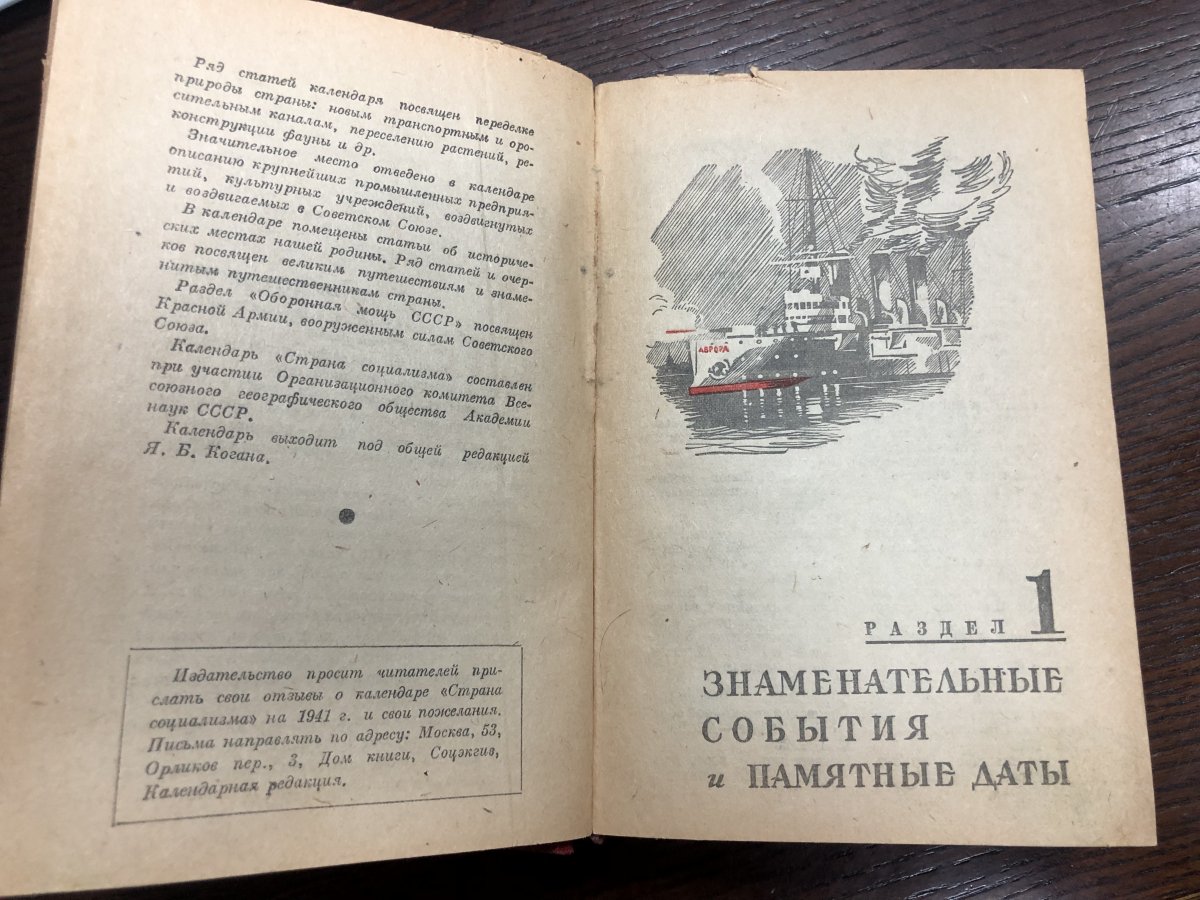 Ряд статей календаря посвящен переделке
природы страны: новым транспортным и оро-
сительным каналам, переселению растений, ре-
конструкции фауны и др.
Значительное место отведено в календаре
описанию крупнейших промышленных предприя-
тий, культурных учреждений, воздвигнутых
и воздвигаемых в Советском Союзе.
В календаре помещены статьи об историче-
ских местах нашей родины. Ряд статей и очер-
ков посвящен великим путешествиям и знаме-
нитым путешественникам страны.
Раздел «Оборонная мощь СССР» посвящен
Красной Армии, вооруженным силам Советского
Союза.
Календарь «Страна социализма» составлен
при участии Организационного комитета Все-
союзного географического общества Академии
наук СССР.
Календарь выходит под общей редакцией
Я. Б. Когана.
Издательство просит читателей при-
слать свои отзывы о календаре «Страна
социализма» на 1941 г. и свои пожелания.
Письма направлять по адресу: Москва, 53,
Орликов пер., 3, Дом книги, Соцэкгиз,
Календарная редакция.
АВРОРА
РАЗДЕЛ 1
ЗНАМЕНАТЕЛЬНЫЕ
СОБЫТИЯ
и ПАМЯТНЫЕ ДАТЫ